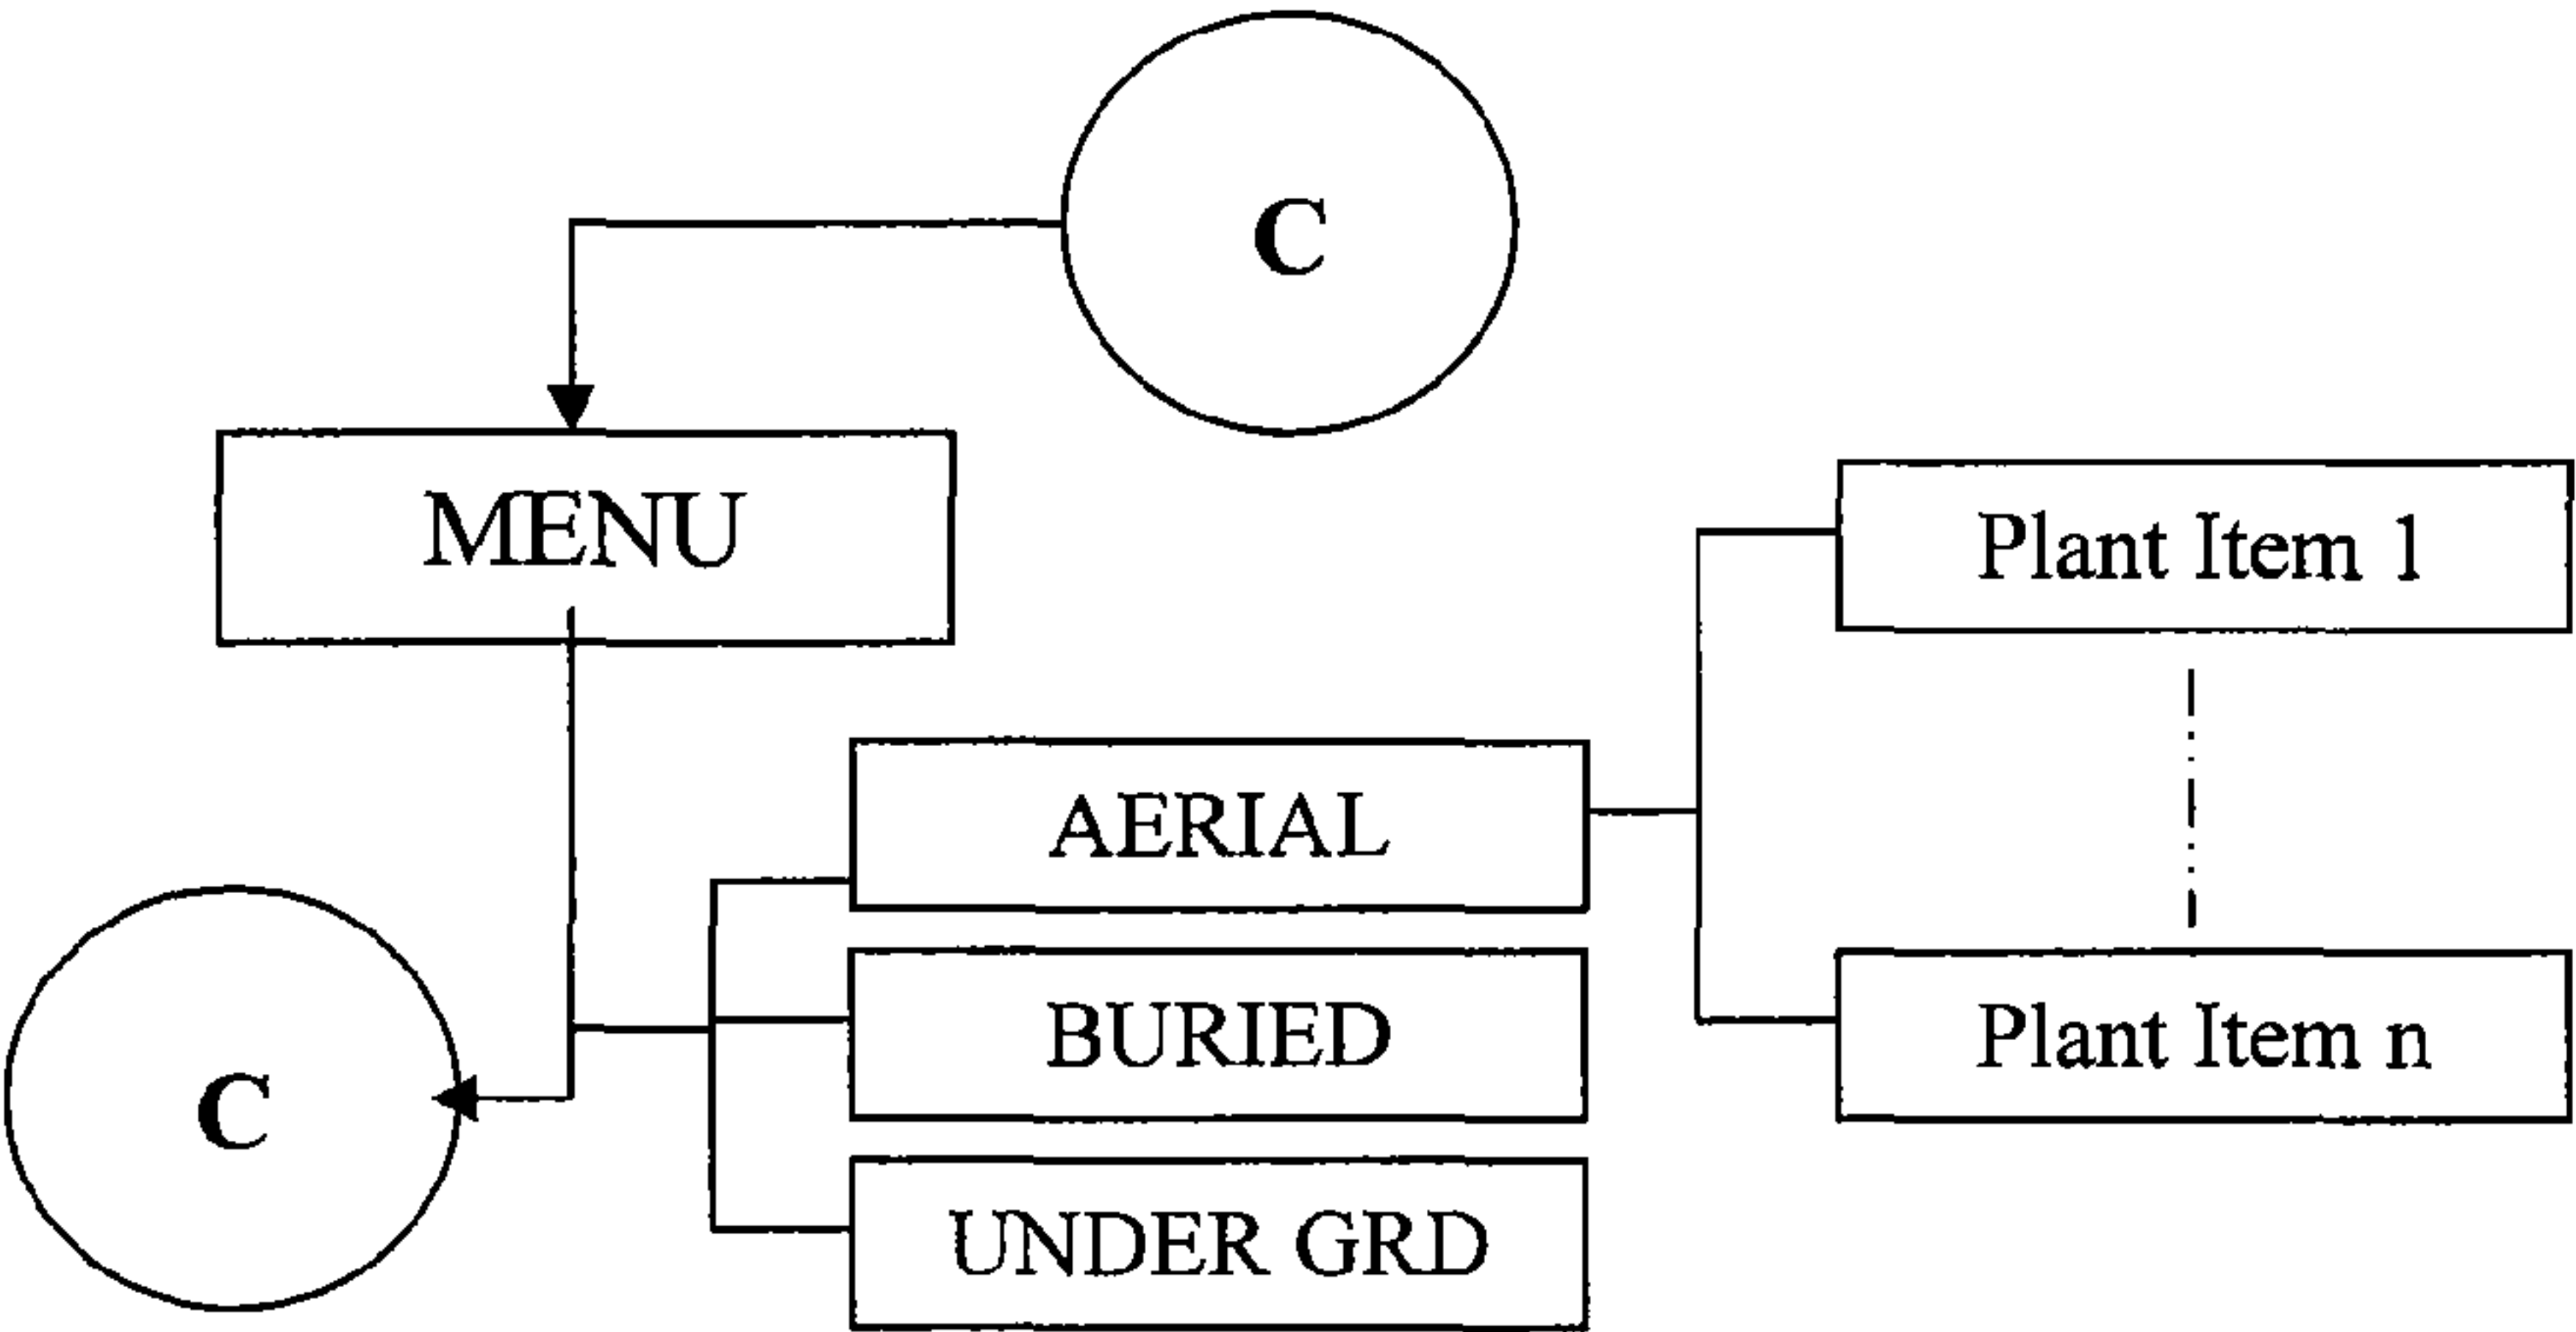 C
MENU
Plant Item 1
AERIAL
C
BURIED
Plant Item n
UNDER GRD